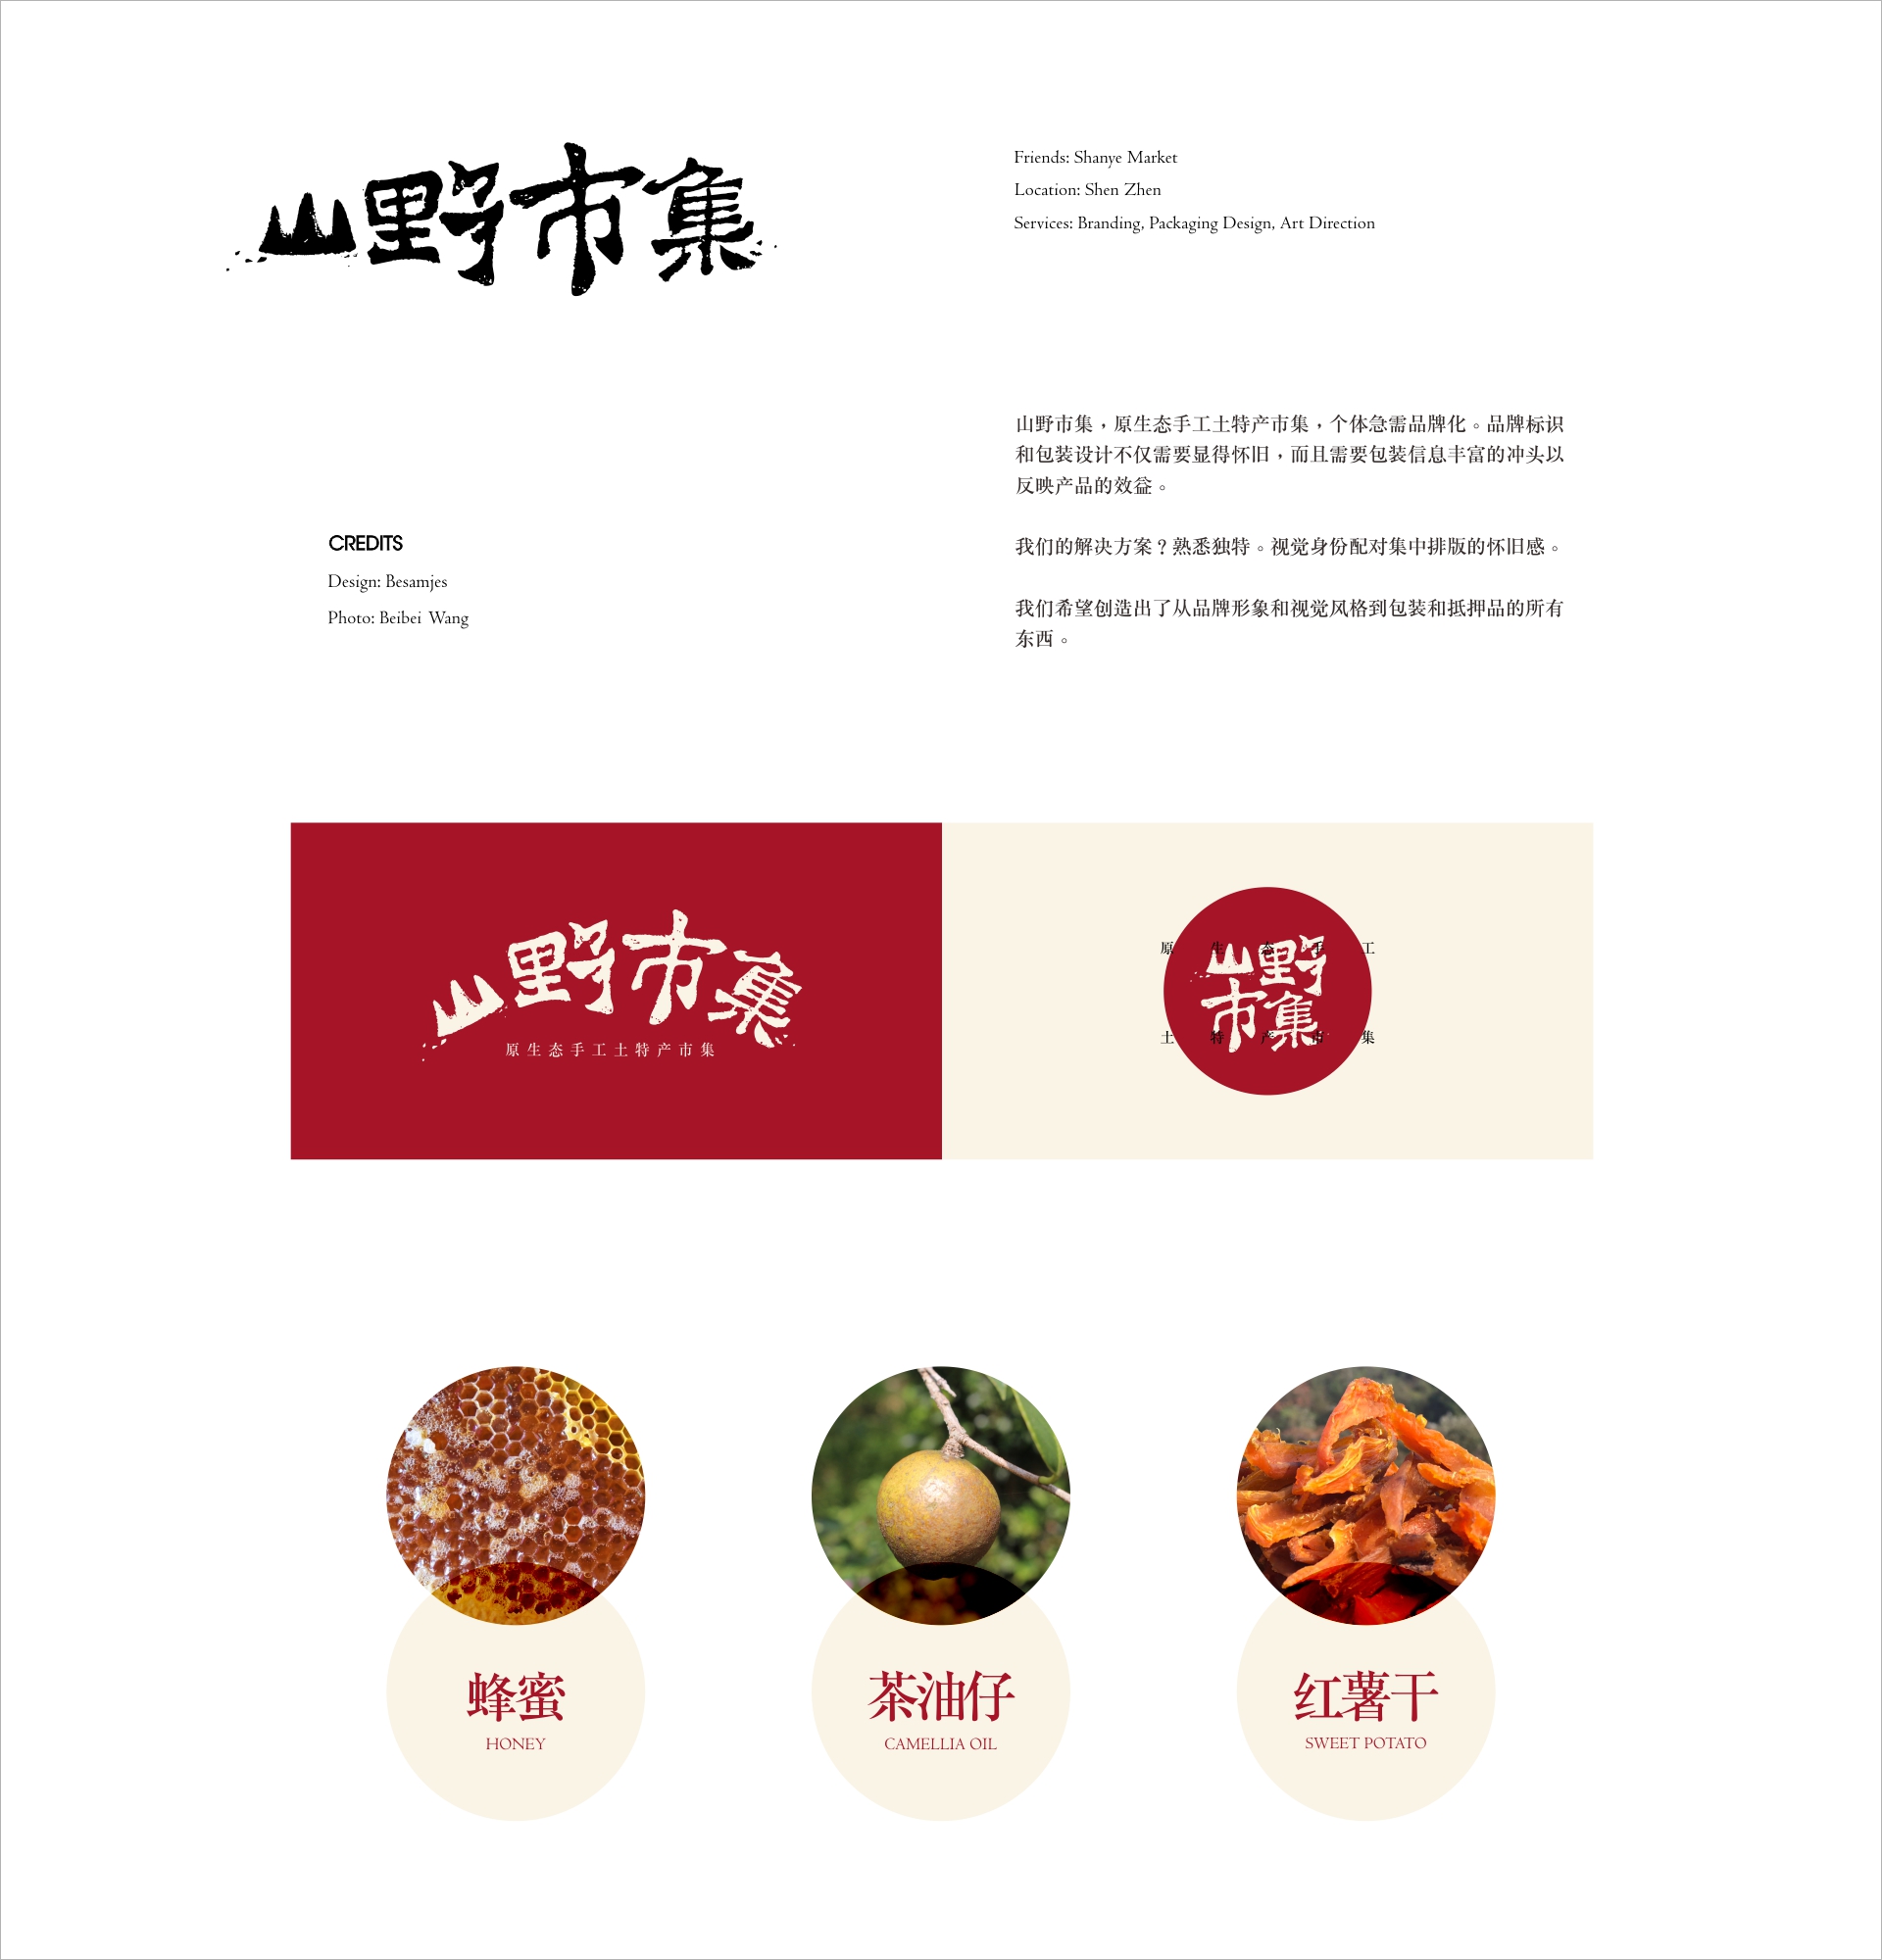 山野市集
Friends: Shanye Market
Location: Shen Zhen
Services: Branding, Packaging Design, Art Direction
山野市集，原生态手工土特产市集，个体急需品牌化。品牌标识
和包装设计不仅需要显得怀旧，而且需要包装信息丰富的冲头以
反映产品的效益。
我们的解决方案？熟悉独特。视觉身份配对集中排版的怀旧感。
我们希望创造出了从品牌形象和视觉风格到包装和抵押品的所有
东西。
CREDITS
Design: Besamjes
Photo: Beibei Wang
山野市集
原生态手工土特产市集
原生态手工
山野
市集
土特产市集
蜂蜜
HONEY
茶油仔
CAMELLIA OIL
红薯干
SWEET POTATO